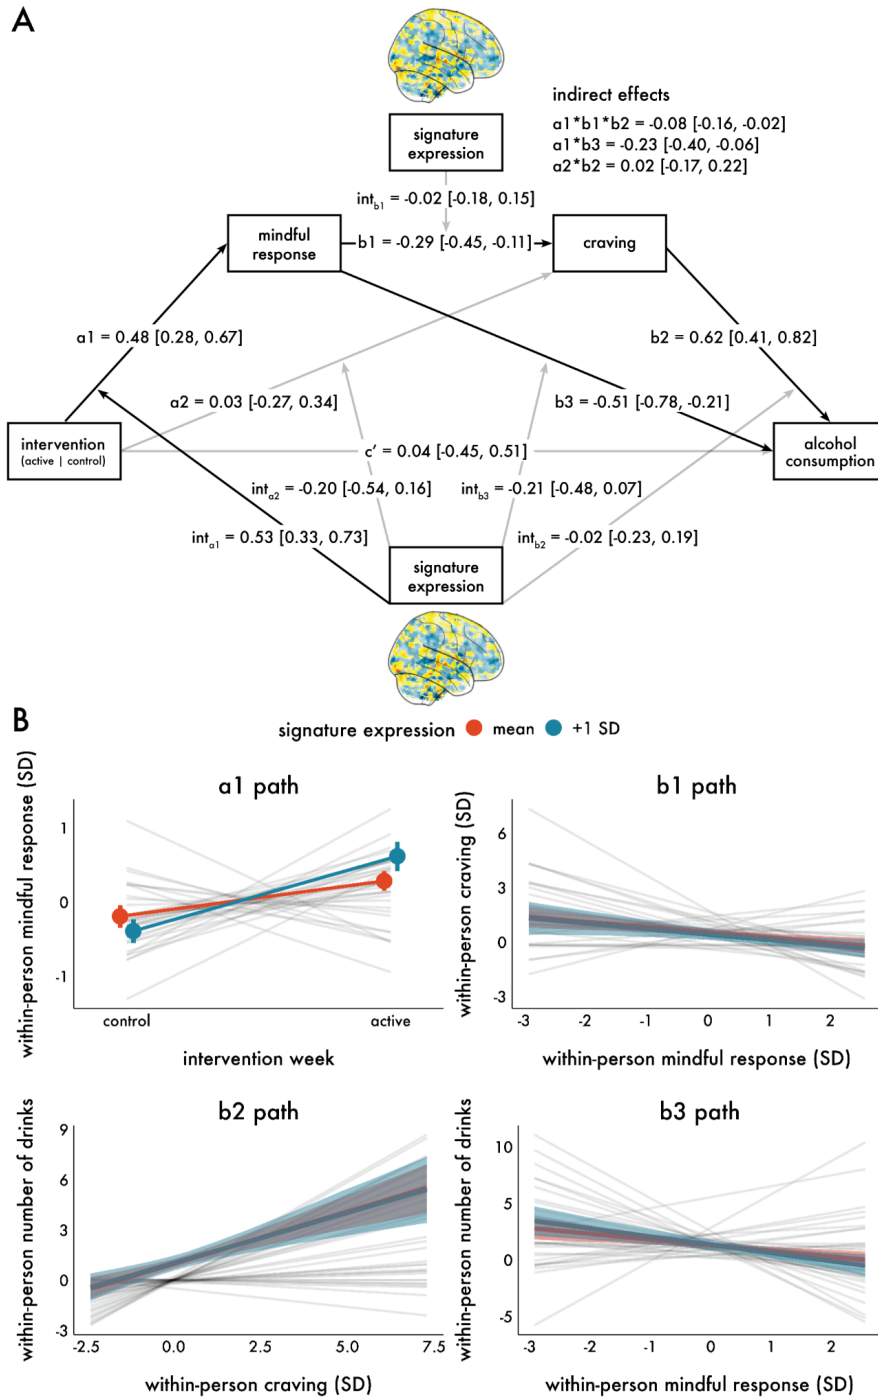 A
indirect effects
a1*b1*b2 = -0.08 [-0.16, -0.02]
a1*b3 = -0.23 [-0.40, -0.06]
a2*b2 = 0.02 [-0.17, 0.22]
signature
expression
int_b1 = -0.02 [-0.18, 0.15]
mindful
response
b1 = -0.29 [-0.45, -0.11]
craving
a1 = 0.48 [0.28, 0.67]
b2 = 0.62 [0.41, 0.82]
a2 = 0.03 [-0.27, 0.34]
b3 = -0.51 [-0.78, -0.21]
intervention
(active | control)
c′ = 0.04 [-0.45, 0.51]
alcohol
consumption
int_a2 = -0.20 [-0.54, 0.16]
int_b3 = -0.21 [-0.48, 0.07]
int_a1 = 0.53 [0.33, 0.73]
int_b2 = -0.02 [-0.23, 0.19]
signature
expression
B
signature expression mean +1 SD
a1 path
within-person mindful response (SD)
1
0
-1
control active
intervention week
b1 path
within-person craving (SD)
6
3
0
-3
-3 -2 -1 0 1 2
within-person mindful response (SD)
b2 path
within-person number of drinks
9
6
3
0
-3
-2.5 0.0 2.5 5.0 7.5
within-person craving (SD)
b3 path
within-person number of drinks
10
5
0
-5
-3 -2 -1 0 1 2
within-person mindful response (SD)